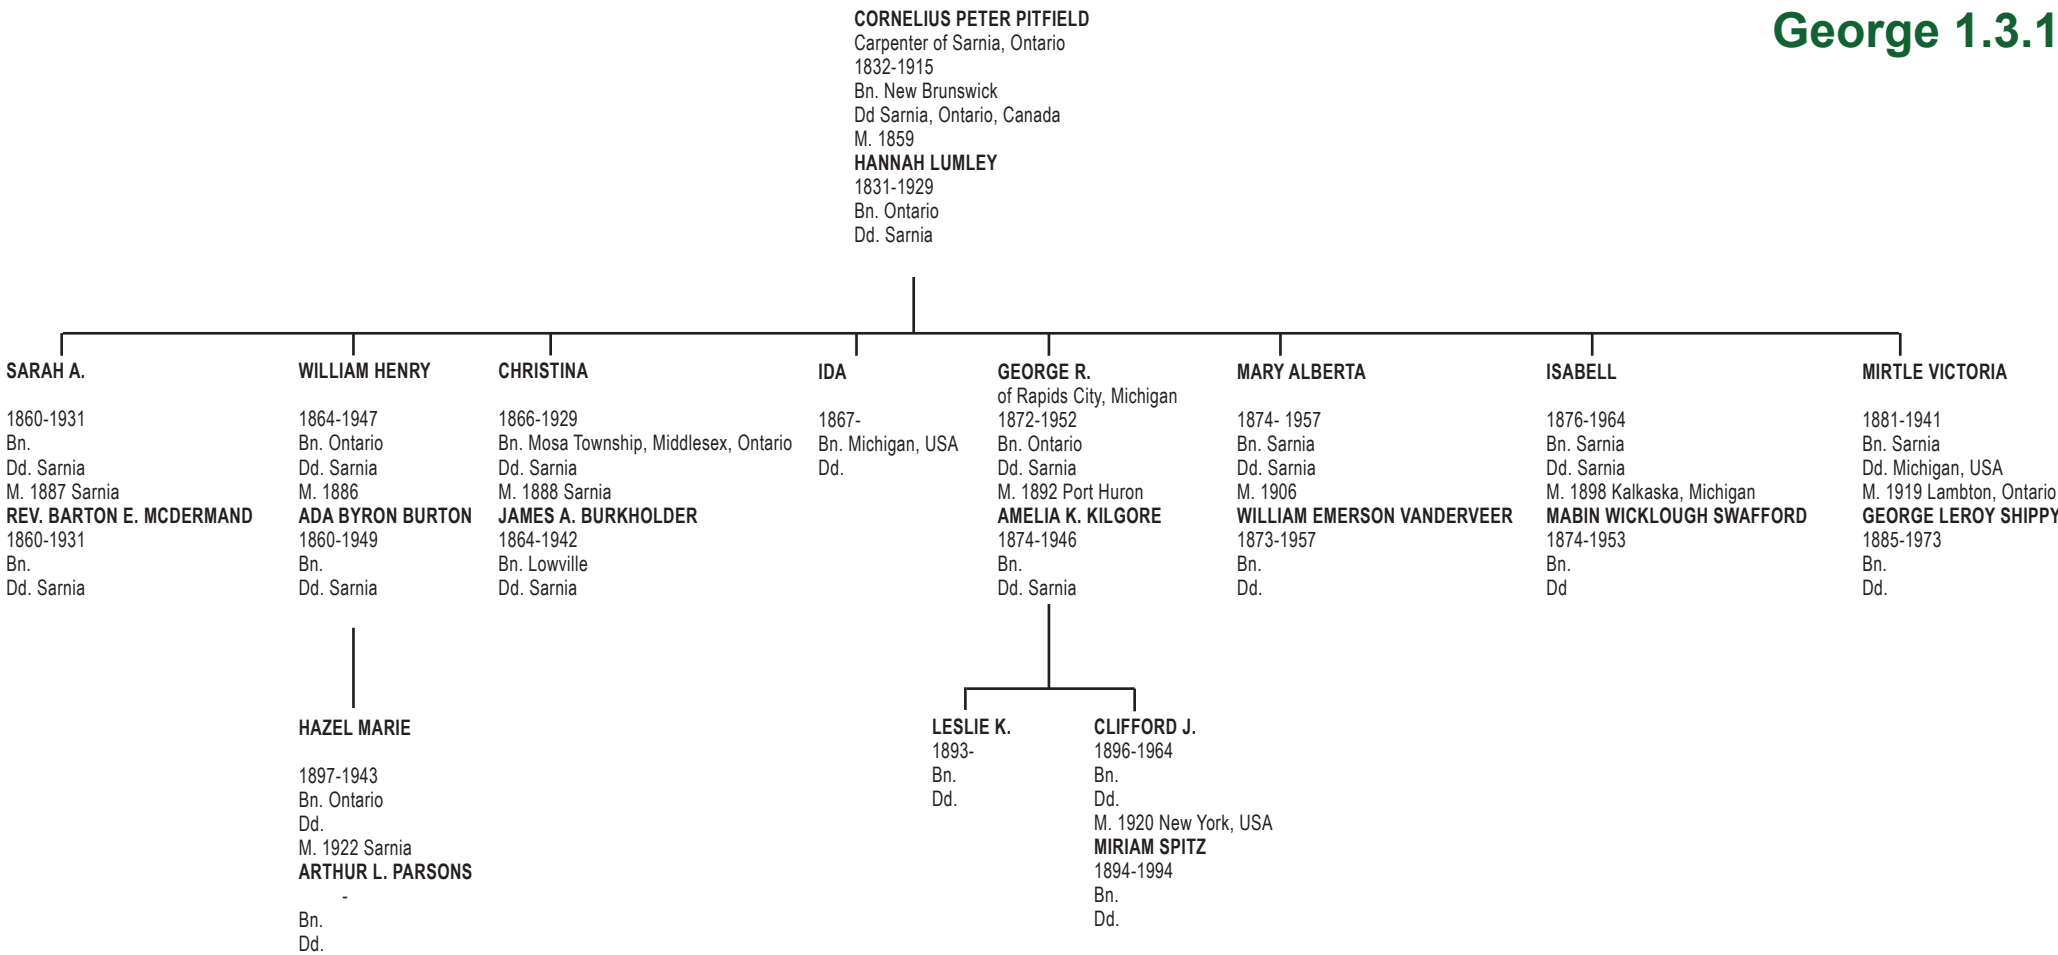 George 1.3.1
CORNELIUS PETER PITFIELD
Carpenter of Sarnia, Ontario
1832-1915
Bn. New Brunswick
Dd Sarnia, Ontario, Canada
M. 1859
HANNAH LUMLEY
1831-1929
Bn. Ontario
Dd. Sarnia
SARAH A.
1860-1931
Bn.
Dd. Sarnia
M. 1887 Sarnia
REV. BARTON E. MCDERMAND
1860-1931
Bn.
Dd. Sarnia
WILLIAM HENRY
1864-1947
Bn. Ontario
Dd. Sarnia
M. 1886
ADA BYRON BURTON
1860-1949
Bn.
Dd. Sarnia
CHRISTINA
1866-1929
Bn. Mosa Township, Middlesex, Ontario
Dd. Sarnia
M. 1888 Sarnia
JAMES A. BURKHOLDER
1864-1942
Bn. Lowville
Dd. Sarnia
IDA
1867-
Bn. Michigan, USA
Dd.
GEORGE R.
of Rapids City, Michigan
1872-1952
Bn. Ontario
Dd. Sarnia
M. 1892 Port Huron
AMELIA K. KILGORE
1874-1946
Bn.
Dd. Sarnia
MARY ALBERTA
1874- 1957
Bn. Sarnia
Dd. Sarnia
M. 1906
WILLIAM EMERSON VANDERVEER
1873-1957
Bn.
Dd.
ISABELL
1876-1964
Bn. Sarnia
Dd. Sarnia
M. 1898 Kalkaska, Michigan
MABIN WICKLOUGH SWAFFORD
1874-1953
Bn.
Dd
MIRTLE VICTORIA
1881-1941
Bn. Sarnia
Dd. Michigan, USA
M. 1919 Lambton, Ontario
GEORGE LEROY SHIPPY
1885-1973
Bn.
Dd.
HAZEL MARIE
1897-1943
Bn. Ontario
Dd.
M. 1922 Sarnia
ARTHUR L. PARSONS
-
Bn.
Dd.
LESLIE K.
1893-
Bn.
Dd.
CLIFFORD J.
1896-1964
Bn.
Dd.
M. 1920 New York, USA
MIRIAM SPITZ
1894-1994
Bn.
Dd.